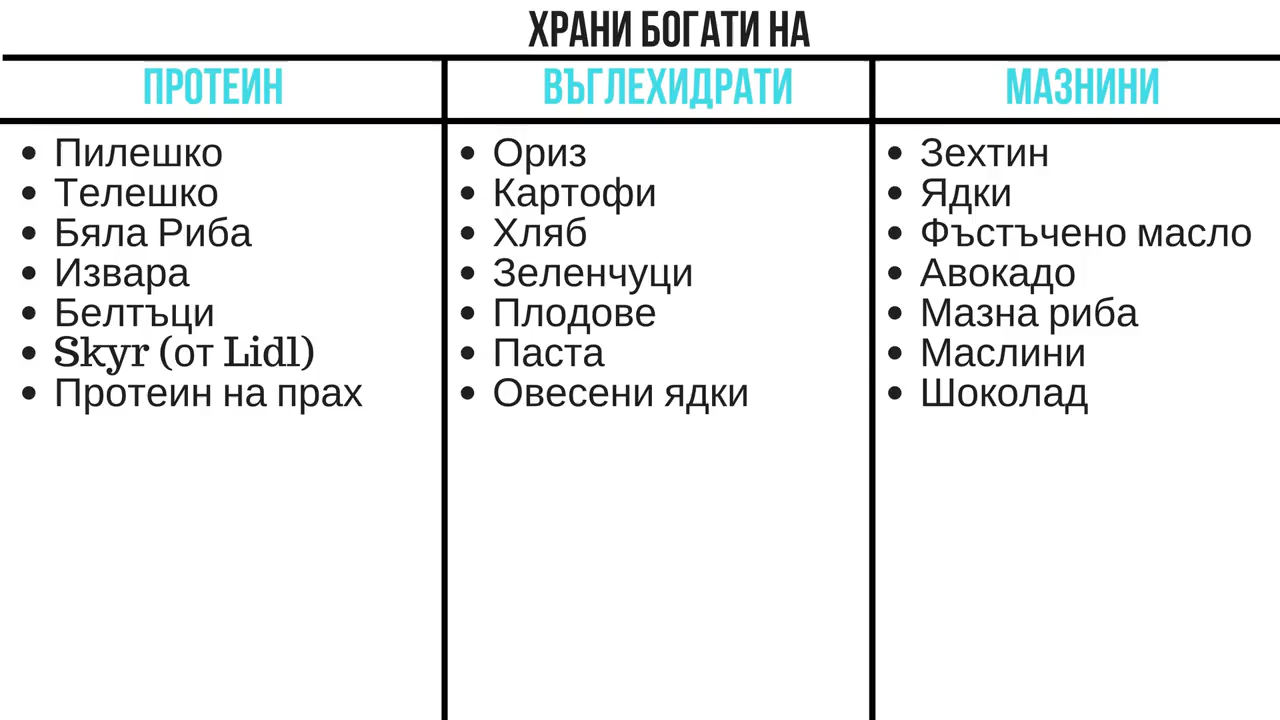 ХРАНИ БОГАТИ НА
ПРОТЕИН
Пилешко
Телешко
Бяла Риба
Извара
Белтъци
Skyr (от Lidl)
Протеин на прах
ВЪГЛЕХИДРАТИ
Ориз
Картофи
Хляб
Зеленчуци
Плодове
Паста
Овесени ядки
МАЗНИНИ
Зехтин
Ядки
Фъстъчено масло
Авокадо
Мазна риба
Маслини
Шоколад